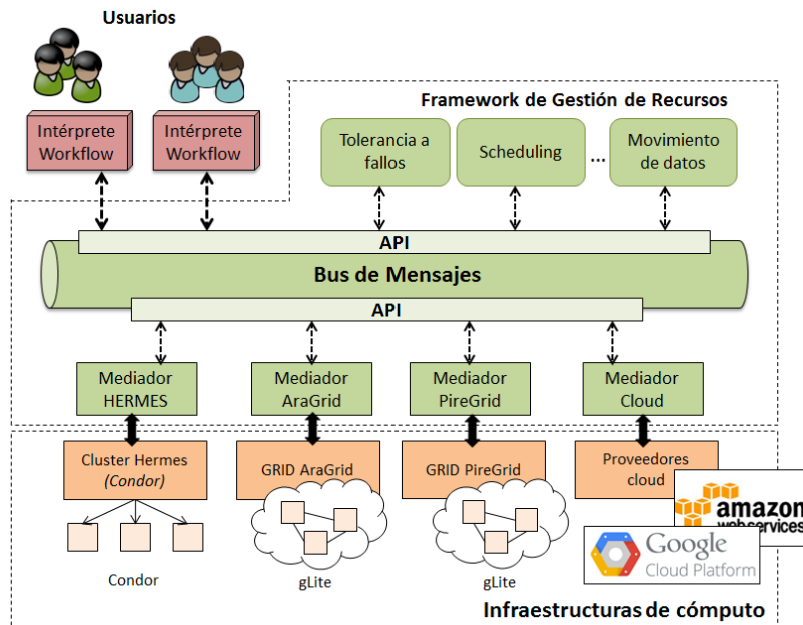 Usuarios
Intérprete
Workflow
Intérprete
Workflow
Framework de Gestión de Recursos
Tolerancia a
fallos
Scheduling
...
Movimiento
de datos
API
Bus de Mensajes
API
Mediador
HERMES
Mediador
AraGrid
Mediador
PireGrid
Mediador
Cloud
Cluster Hermes
(Condor)
GRID AraGrid
GRID PireGrid
Proveedores
cloud
Condor
gLite
gLite
amazon
webservices
Google
Cloud Platform
Infraestructuras de cómputo